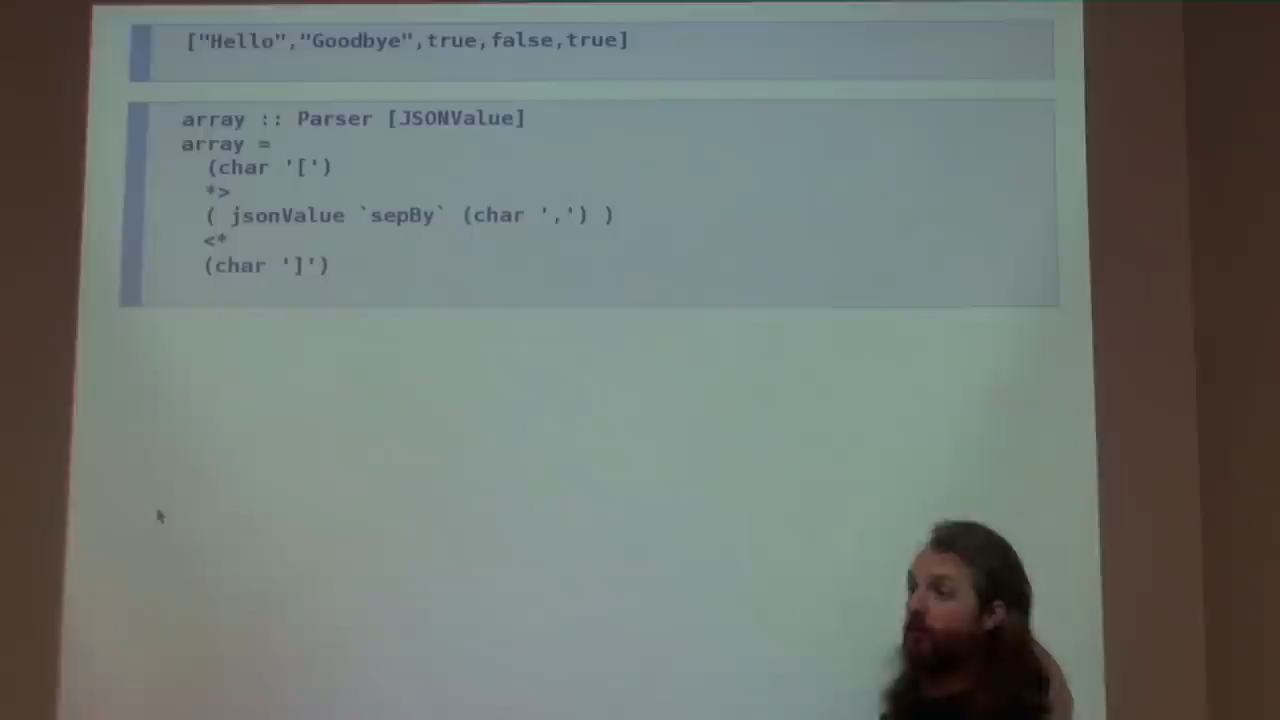 ["Hello","Goodbye",true,false,true]
array :: Parser [JSONValue]
array =
(char '[')
*>
( jsonValue `sepBy` (char ',') )
<*
(char ']')